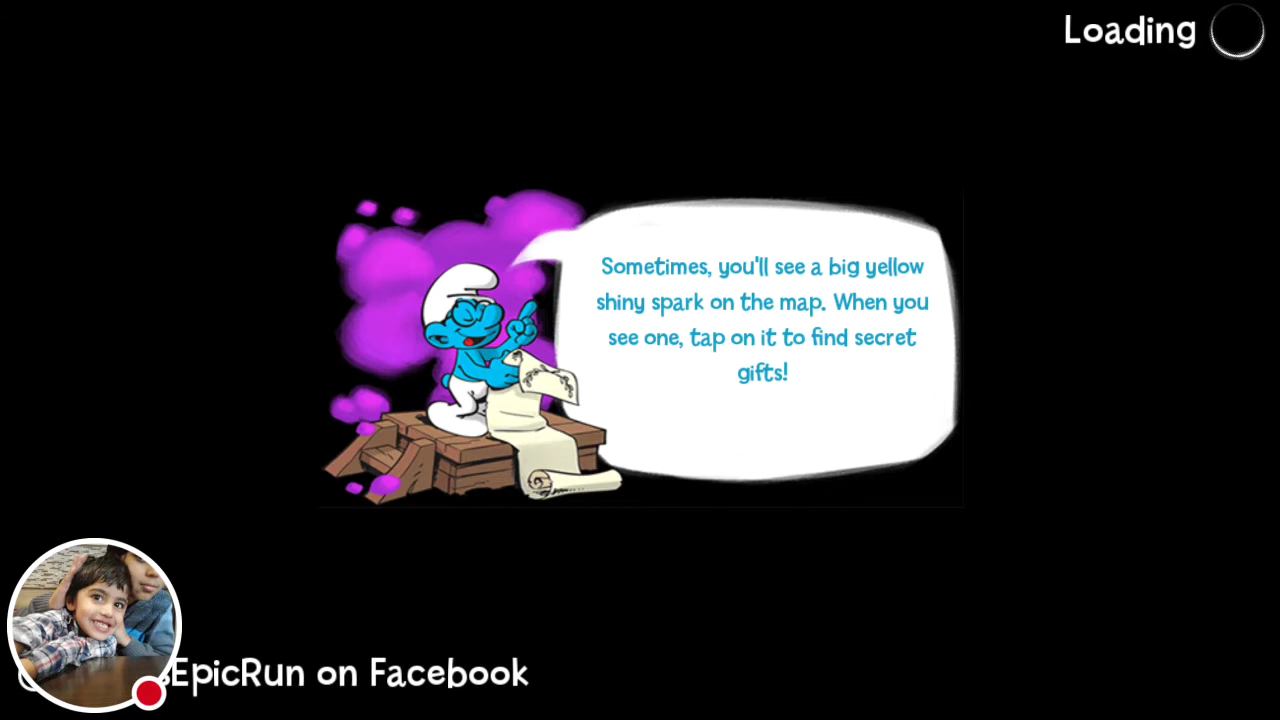 Loading
Sometimes, you'll see a big yellow
shiny spark on the map. When you
see one, tap on it to find secret
gifts!
EpicRun on Facebook